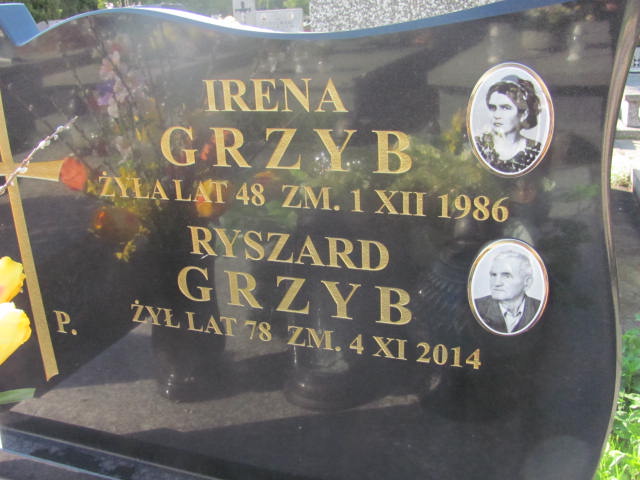 IRENA
GRZYB
ŻYŁA LAT 48 ZM. 1 XII 1986
RYSZARD
GRZYB
ŻYŁ LAT 78 ZM. 4 XI 2014
P.